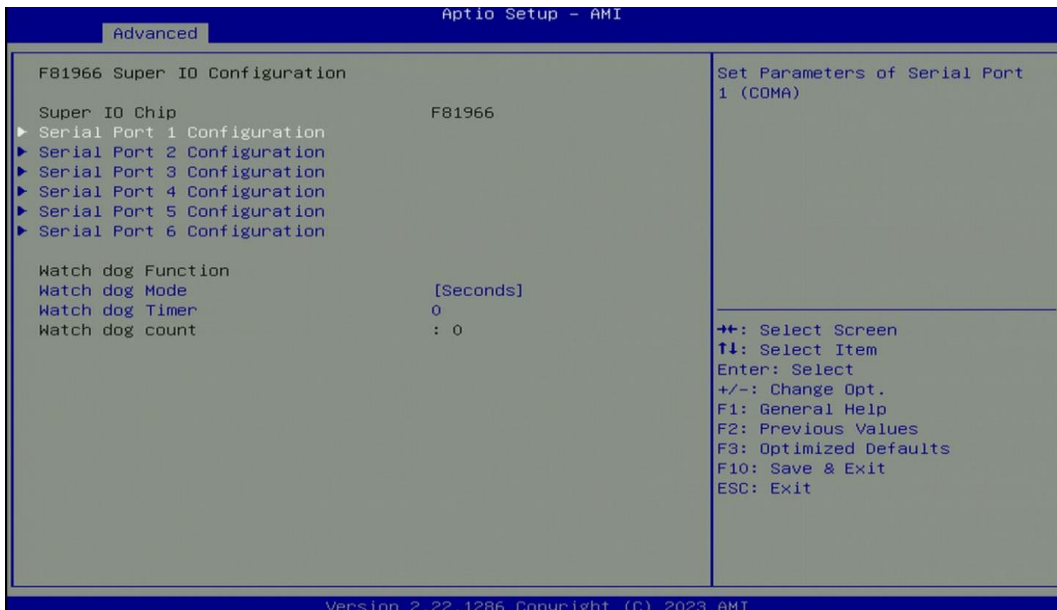 Aptio Setup - AMI
Advanced
F81966 Super IO Configuration
Super IO Chip F81966
▶ Serial Port 1 Configuration
▶ Serial Port 2 Configuration
▶ Serial Port 3 Configuration
▶ Serial Port 4 Configuration
▶ Serial Port 5 Configuration
▶ Serial Port 6 Configuration
Watch dog Function
Watch dog Mode [Seconds]
Watch dog Timer 0
Watch dog count : 0
Set Parameters of Serial Port
1 (COMA)
→←: Select Screen
↑↓: Select Item
Enter: Select
+/-: Change Opt.
F1: General Help
F2: Previous Values
F3: Optimized Defaults
F10: Save & Exit
ESC: Exit
Version 2.22.1286 Copyright (C) 2023 AMI